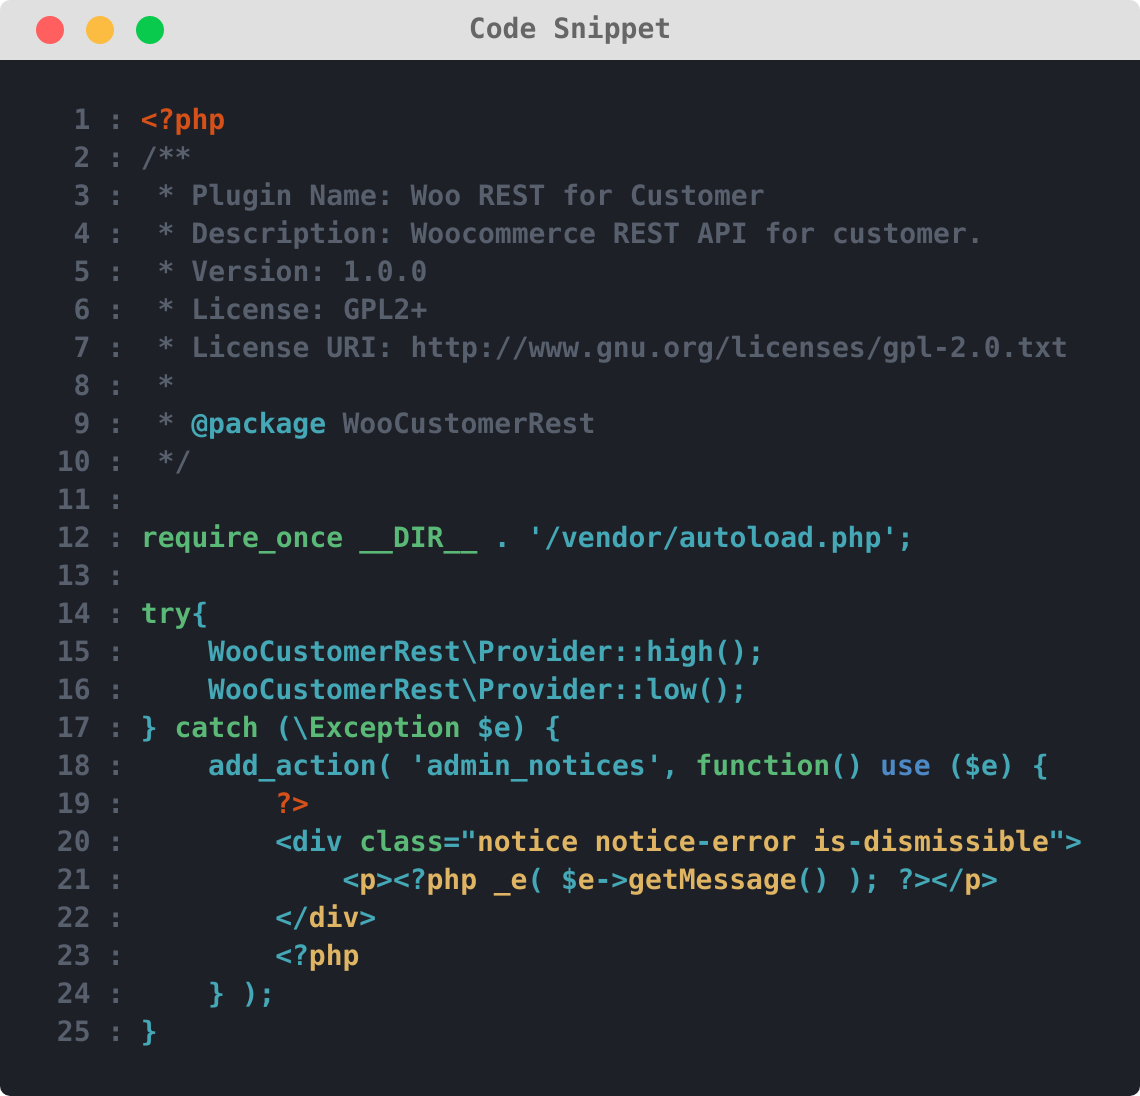 Code Snippet
1 : <?php
2 : /**
3 :  * Plugin Name: Woo REST for Customer
4 :  * Description: Woocommerce REST API for customer.
5 :  * Version: 1.0.0
6 :  * License: GPL2+
7 :  * License URI: http://www.gnu.org/licenses/gpl-2.0.txt
8 :  *
9 :  * @package WooCustomerRest
10 :  */
11 :
12 : require_once __DIR__ . '/vendor/autoload.php';
13 :
14 : try{
15 :     WooCustomerRest\Provider::high();
16 :     WooCustomerRest\Provider::low();
17 : } catch (\Exception $e) {
18 :     add_action( 'admin_notices', function() use ($e) {
19 :         ?>
20 :         <div class="notice notice-error is-dismissible">
21 :             <p><?php _e( $e->getMessage() ); ?></p>
22 :         </div>
23 :         <?php
24 :     } );
25 : }